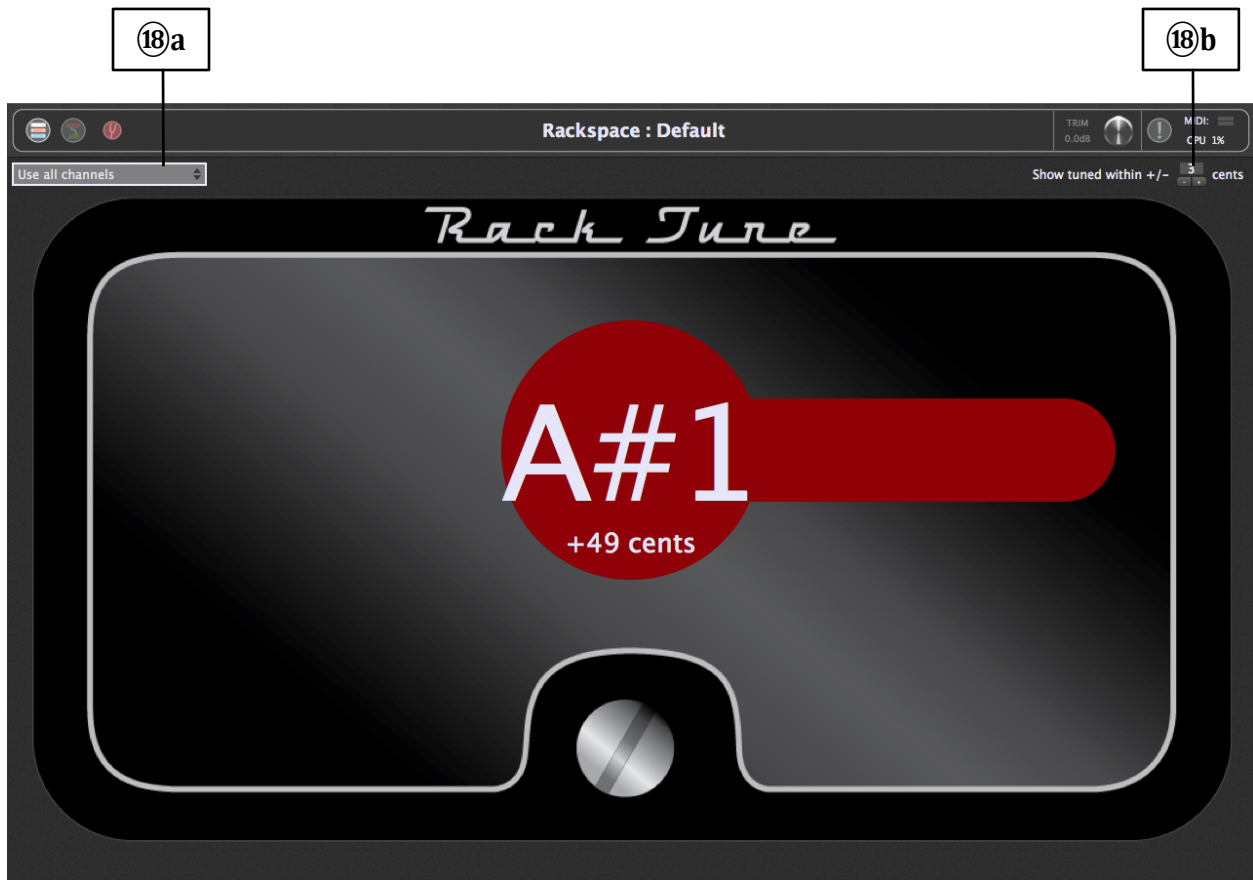 ⑱a
⑱b
Rackspace : Default
TRIM
0.0dB
MIDI:
CPU 1%
Use all channels
Show tuned within +/- 3 cents
- +
Rack Tune
A#1
+49 cents